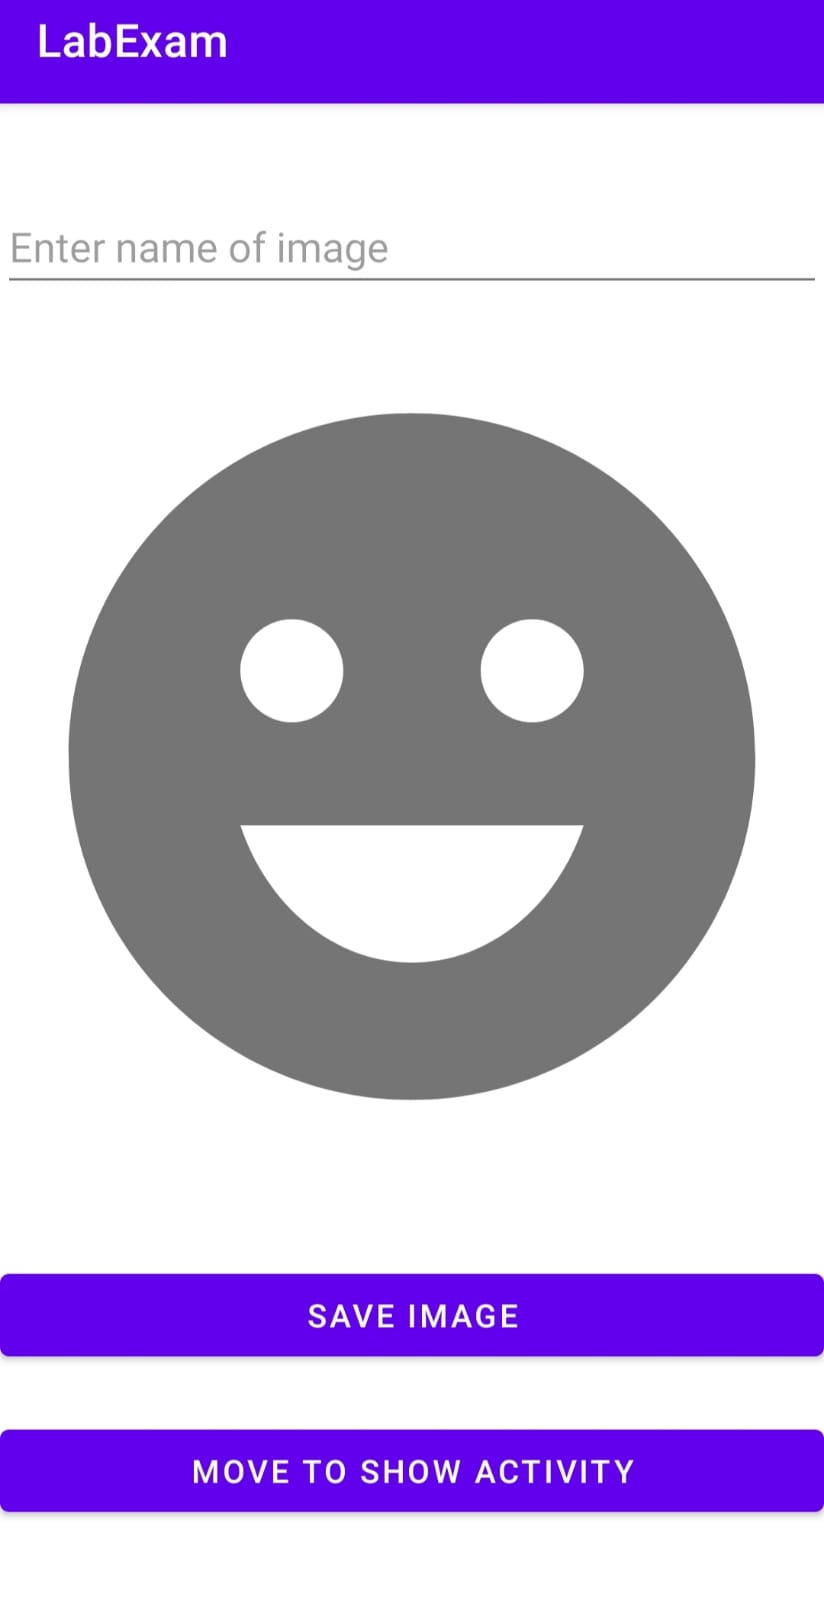 LabExam
Enter name of image
SAVE IMAGE
MOVE TO SHOW ACTIVITY